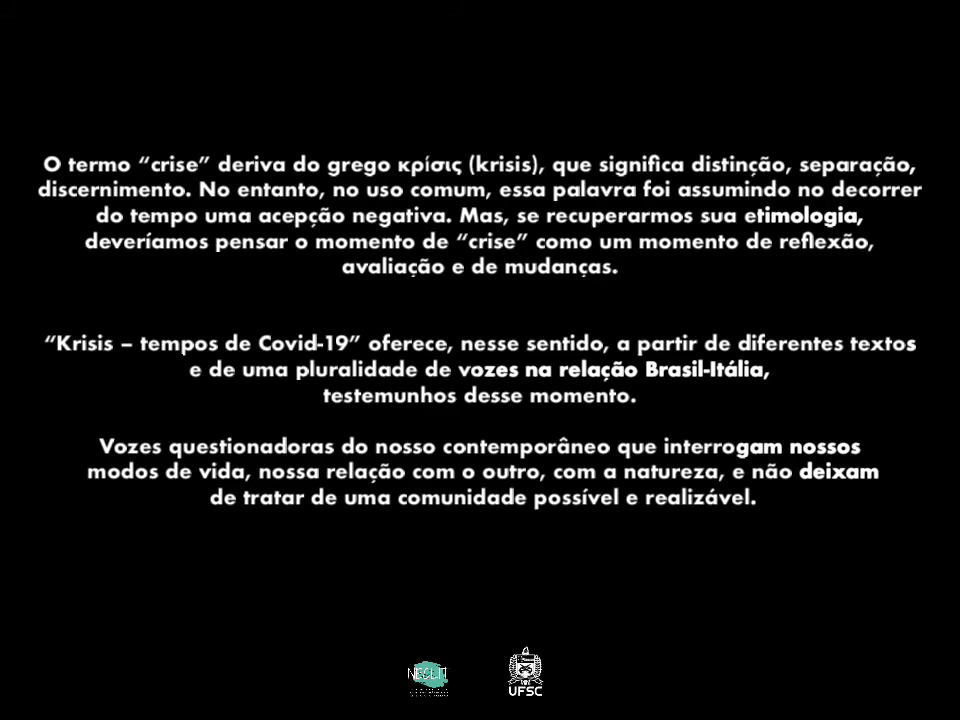 O termo “crise” deriva do grego κρίσις (krisis), que significa distinção, separação,
discernimento. No entanto, no uso comum, essa palavra foi assumindo no decorrer
do tempo uma acepção negativa. Mas, se recuperarmos sua etimologia,
deveríamos pensar o momento de “crise” como um momento de reflexão,
avaliação e de mudanças.
“Krisis – tempos de Covid-19” oferece, nesse sentido, a partir de diferentes textos
e de uma pluralidade de vozes na relação Brasil-Itália,
testemunhos desse momento.
Vozes questionadoras do nosso contemporâneo que interrogam nossos
modos de vida, nossa relação com o outro, com a natureza, e não deixam
de tratar de uma comunidade possível e realizável.
NECLIT
UFSC